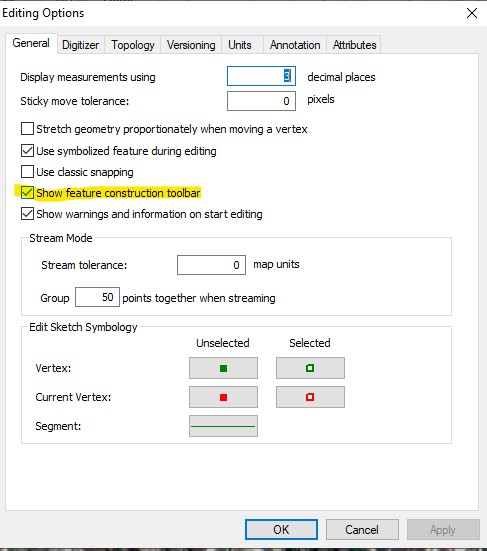 Editing Options
General Digitizer Topology Versioning Units Annotation Attributes
Display measurements using 3 decimal places
Sticky move tolerance: 0 pixels
Stretch geometry proportionately when moving a vertex
Use symbolized feature during editing
Use classic snapping
Show feature construction toolbar
Show warnings and information on start editing
Stream Mode
Stream tolerance: 0 map units
Group 50 points together when streaming
Edit Sketch Symbology
Unselected Selected
Vertex:
Current Vertex:
Segment:
OK Cancel Apply